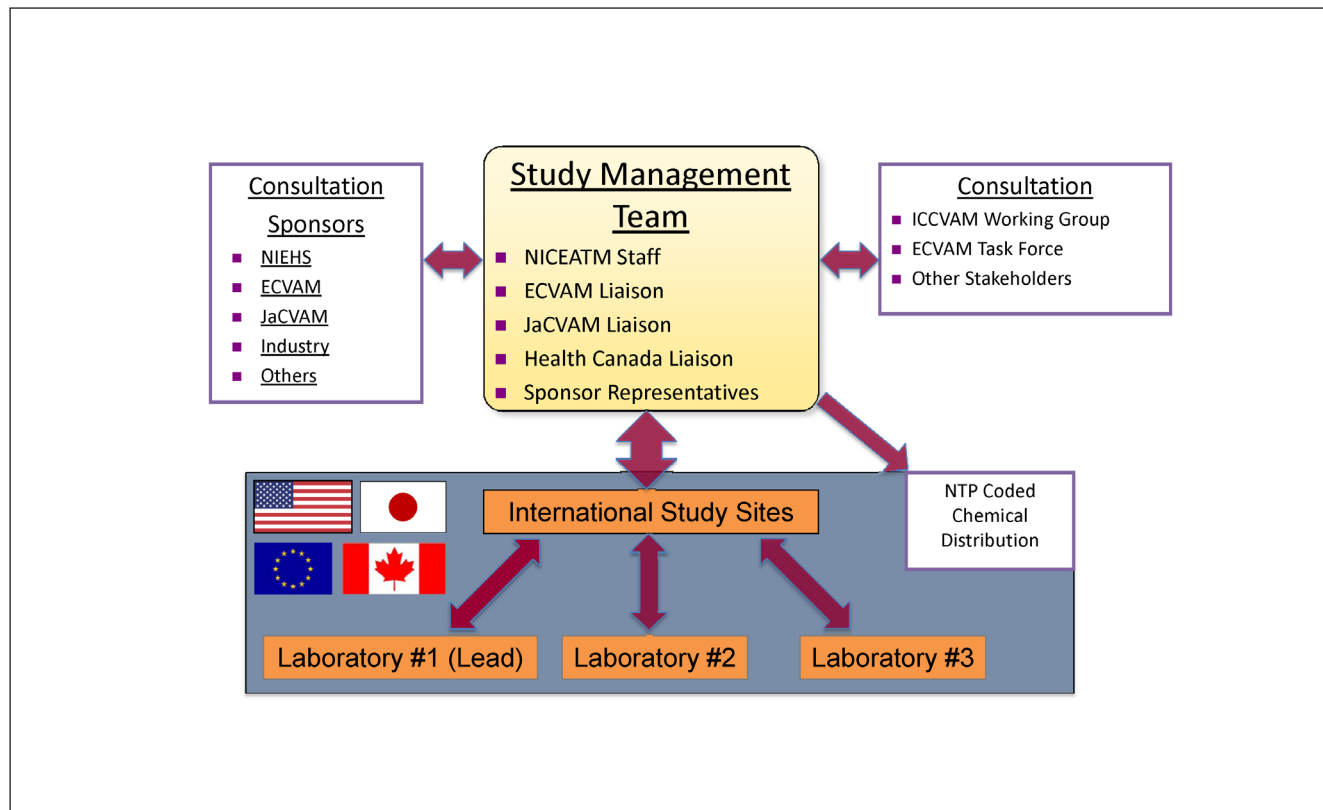 Consultation
Sponsors
NIEHS
ECVAM
JaCVAM
Industry
Others
Study Management
Team
NICEATM Staff
ECVAM Liaison
JaCVAM Liaison
Health Canada Liaison
Sponsor Representatives
Consultation
ICCVAM Working Group
ECVAM Task Force
Other Stakeholders
International Study Sites
NTP Coded
Chemical
Distribution
Laboratory #1 (Lead)
Laboratory #2
Laboratory #3